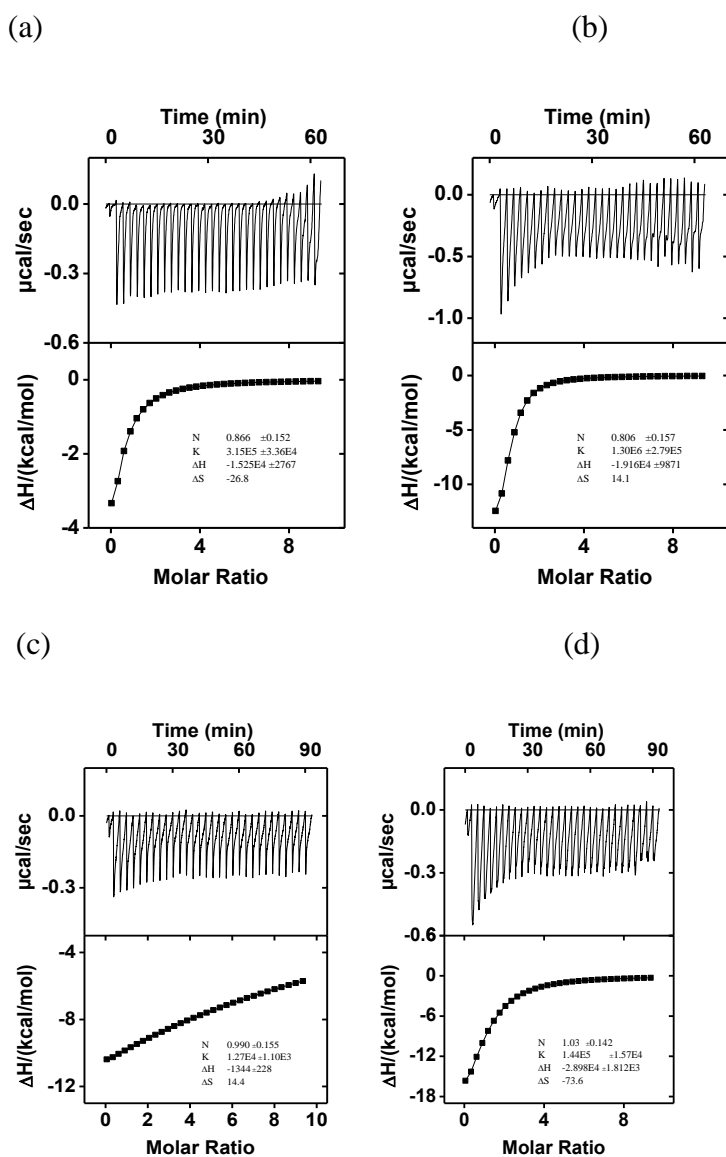 (a)
(b)
Time (min)
0 30 60
0.0
-0.3
-0.6
µcal/sec
0
-2
-4
ΔH/(kcal/mol)
N 0.866 ±0.152
K 3.15E5 ±3.36E4
ΔH -1.525E4 ±2767
ΔS -26.8
0 4 8
Molar Ratio
Time (min)
0 30 60
0.0
-0.5
-1.0
µcal/sec
0
-5
-10
ΔH/(kcal/mol)
N 0.806 ±0.157
K 1.30E6 ±2.79E5
ΔH -1.916E4 ±9871
ΔS 14.1
0 4 8
Molar Ratio
(c)
(d)
Time (min)
0 30 60 90
0.0
-0.3
µcal/sec
-4
-8
-12
ΔH/(kcal/mol)
N 0.990 ±0.155
K 1.27E4 ±1.10E3
ΔH -1344 ±228
ΔS 14.4
0 2 4 6 8 10
Molar Ratio
Time (min)
0 30 60 90
0.0
-0.3
-0.6
µcal/sec
0
-6
-12
-18
ΔH/(kcal/mol)
N 1.03 ±0.142
K 1.44E5 ±1.57E4
ΔH -2.898E4 ±1.812E3
ΔS -73.6
0 4 8
Molar Ratio